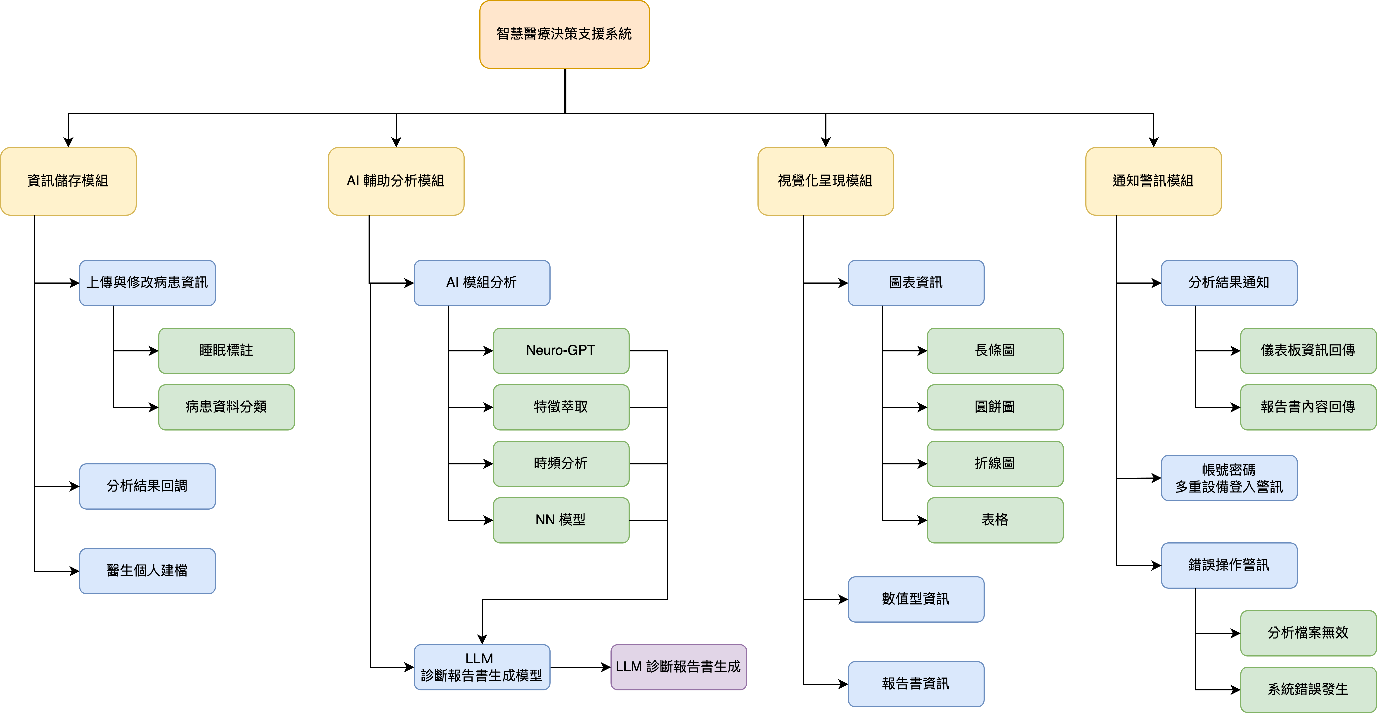 智慧醫療決策支援系統
資訊儲存模組
上傳與修改病患資訊
睡眠標註
病患資料分類
分析結果回調
醫生個人建檔
AI 輔助分析模組
AI 模組分析
Neuro-GPT
特徵萃取
時頻分析
NN 模型
LLM
診斷報告書生成模型
LLM 診斷報告書生成
視覺化呈現模組
圖表資訊
長條圖
圓餅圖
折線圖
表格
數值型資訊
報告書資訊
通知警訊模組
分析結果通知
儀表板資訊回傳
報告書內容回傳
帳號密碼
多重設備登入警訊
錯誤操作警訊
分析檔案無效
系統錯誤發生